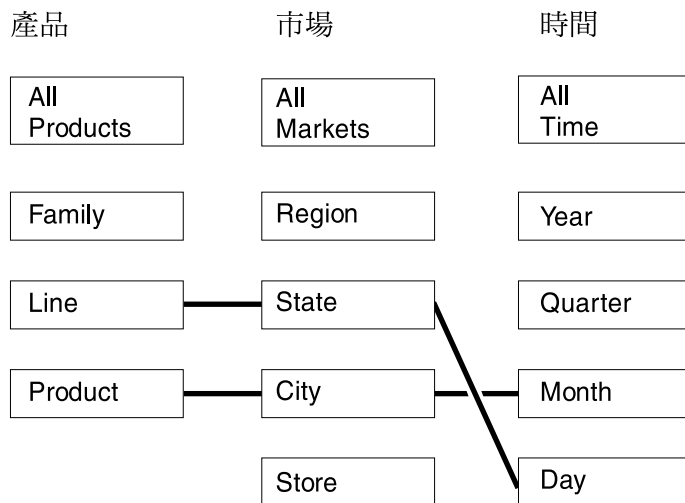 產品
市場
時間
All
Products
All
Markets
All
Time
Family
Region
Year
Line
State
Quarter
Product
City
Month
Store
Day